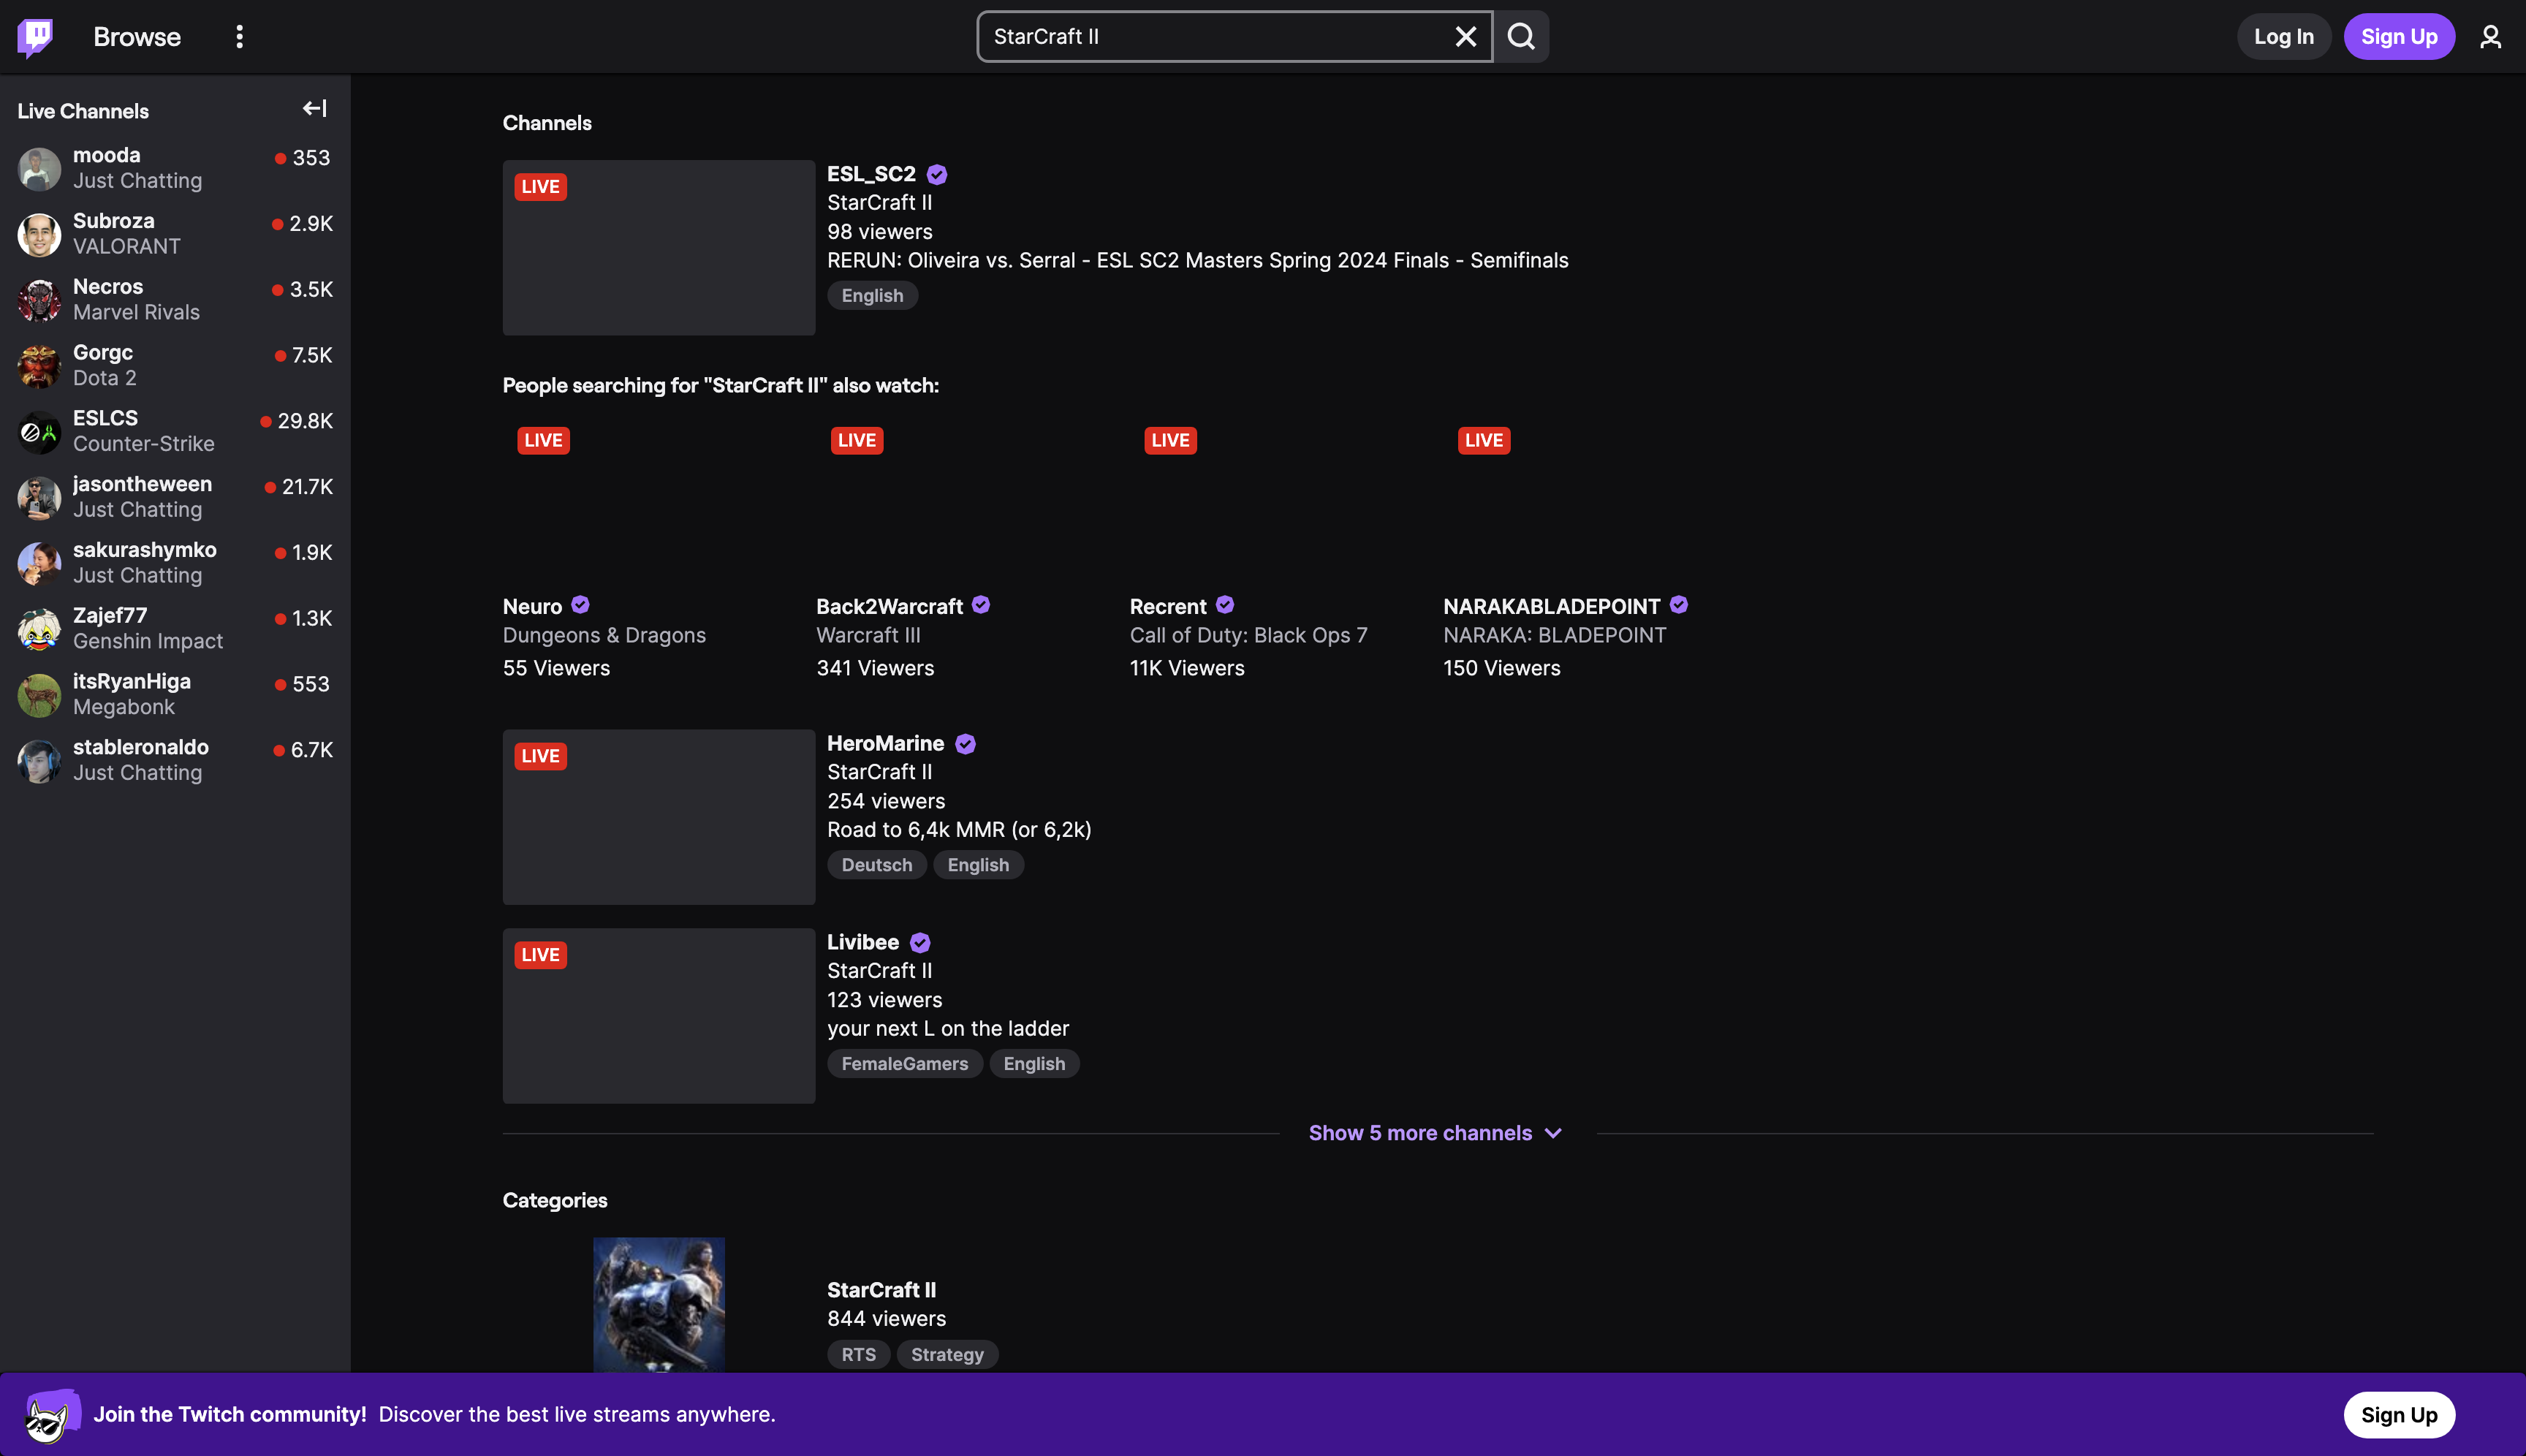 Browse
StarCraft II
Log In
Sign Up
Live Channels
mooda
Just Chatting
353
Subroza
VALORANT
2.9K
Necros
Marvel Rivals
3.5K
Gorgc
Dota 2
7.5K
ESLCS
Counter-Strike
29.8K
jasontheween
Just Chatting
21.7K
sakurashymko
Just Chatting
1.9K
Zajef77
Genshin Impact
1.3K
itsRyanHiga
Megabonk
553
stableronaldo
Just Chatting
6.7K
Channels
LIVE
ESL_SC2
StarCraft II
98 viewers
RERUN: Oliveira vs. Serral - ESL SC2 Masters Spring 2024 Finals - Semifinals
English
People searching for "StarCraft II" also watch:
LIVE
Neuro
Dungeons & Dragons
55 Viewers
LIVE
Back2Warcraft
Warcraft III
341 Viewers
LIVE
Recrent
Call of Duty: Black Ops 7
11K Viewers
LIVE
NARAKABLADEPOINT
NARAKA: BLADEPOINT
150 Viewers
LIVE
HeroMarine
StarCraft II
254 viewers
Road to 6,4k MMR (or 6,2k)
Deutsch English
LIVE
Livibee
StarCraft II
123 viewers
your next L on the ladder
FemaleGamers English
Show 5 more channels
Categories
StarCraft II
844 viewers
RTS Strategy
Join the Twitch community! Discover the best live streams anywhere.
Sign Up